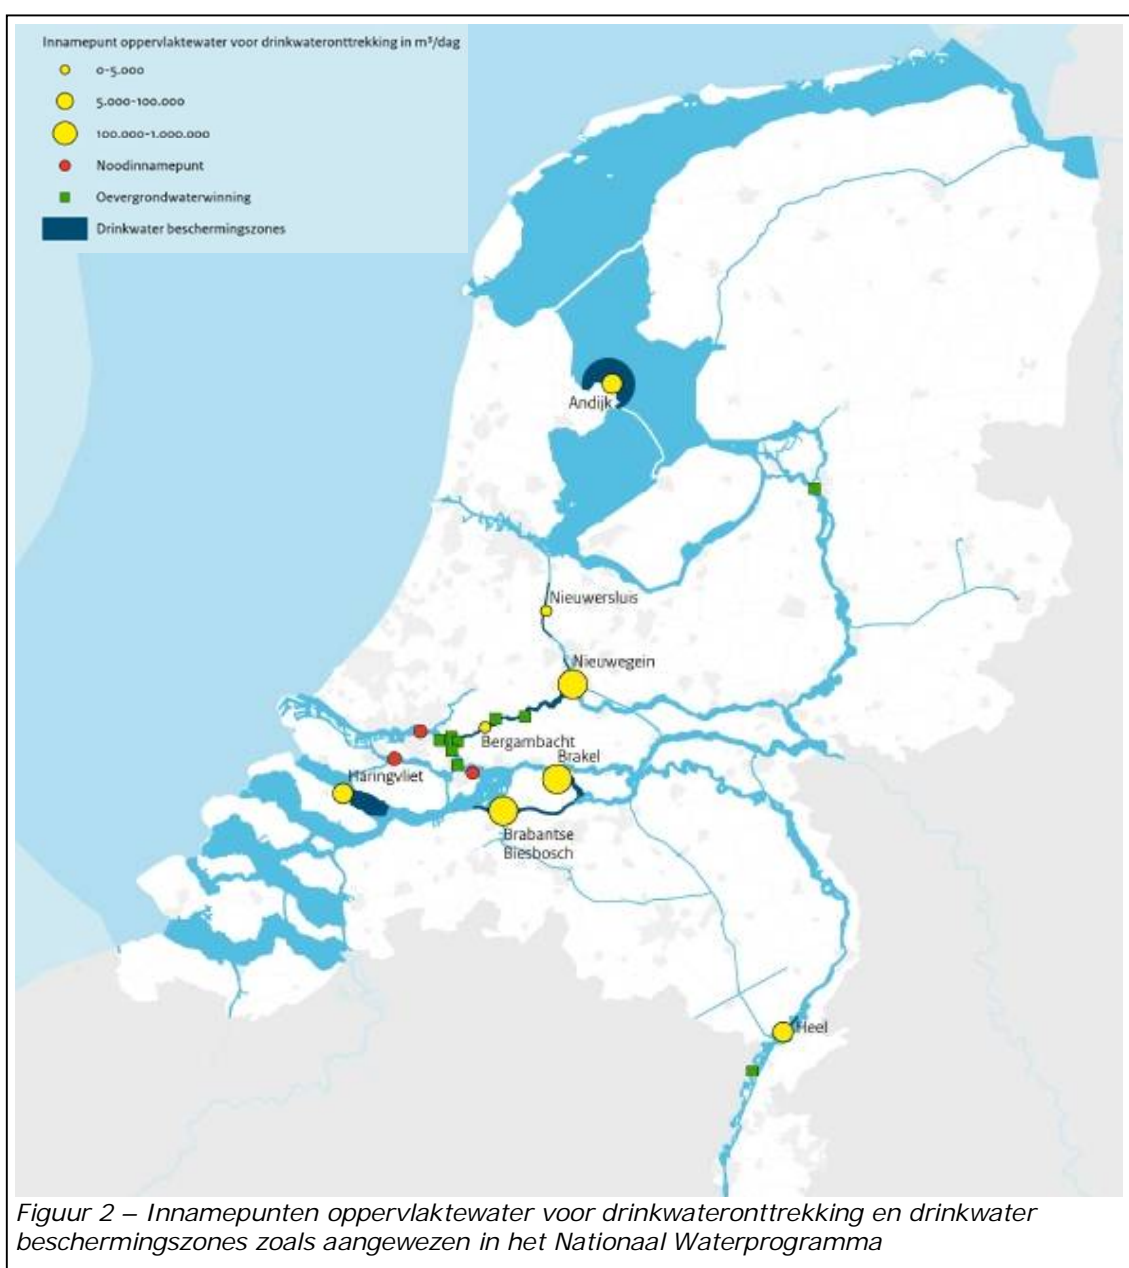 Innamepunt oppervlaktewater voor drinkwateronttrekking in m³/dag
0-5.000
5.000-100.000
100.000-1.000.000
Noodinnamepunt
Oevergrondwaterwinning
Drinkwater beschermingszones
Andijk
Nieuwersluis
Nieuwegein
Bergambacht
Brakel
Haringvliet
Brabantse
Biesbosch
Heel
Figuur 2 – Innamepunten oppervlaktewater voor drinkwateronttrekking en drinkwater
beschermingszones zoals aangewezen in het Nationaal Waterprogramma